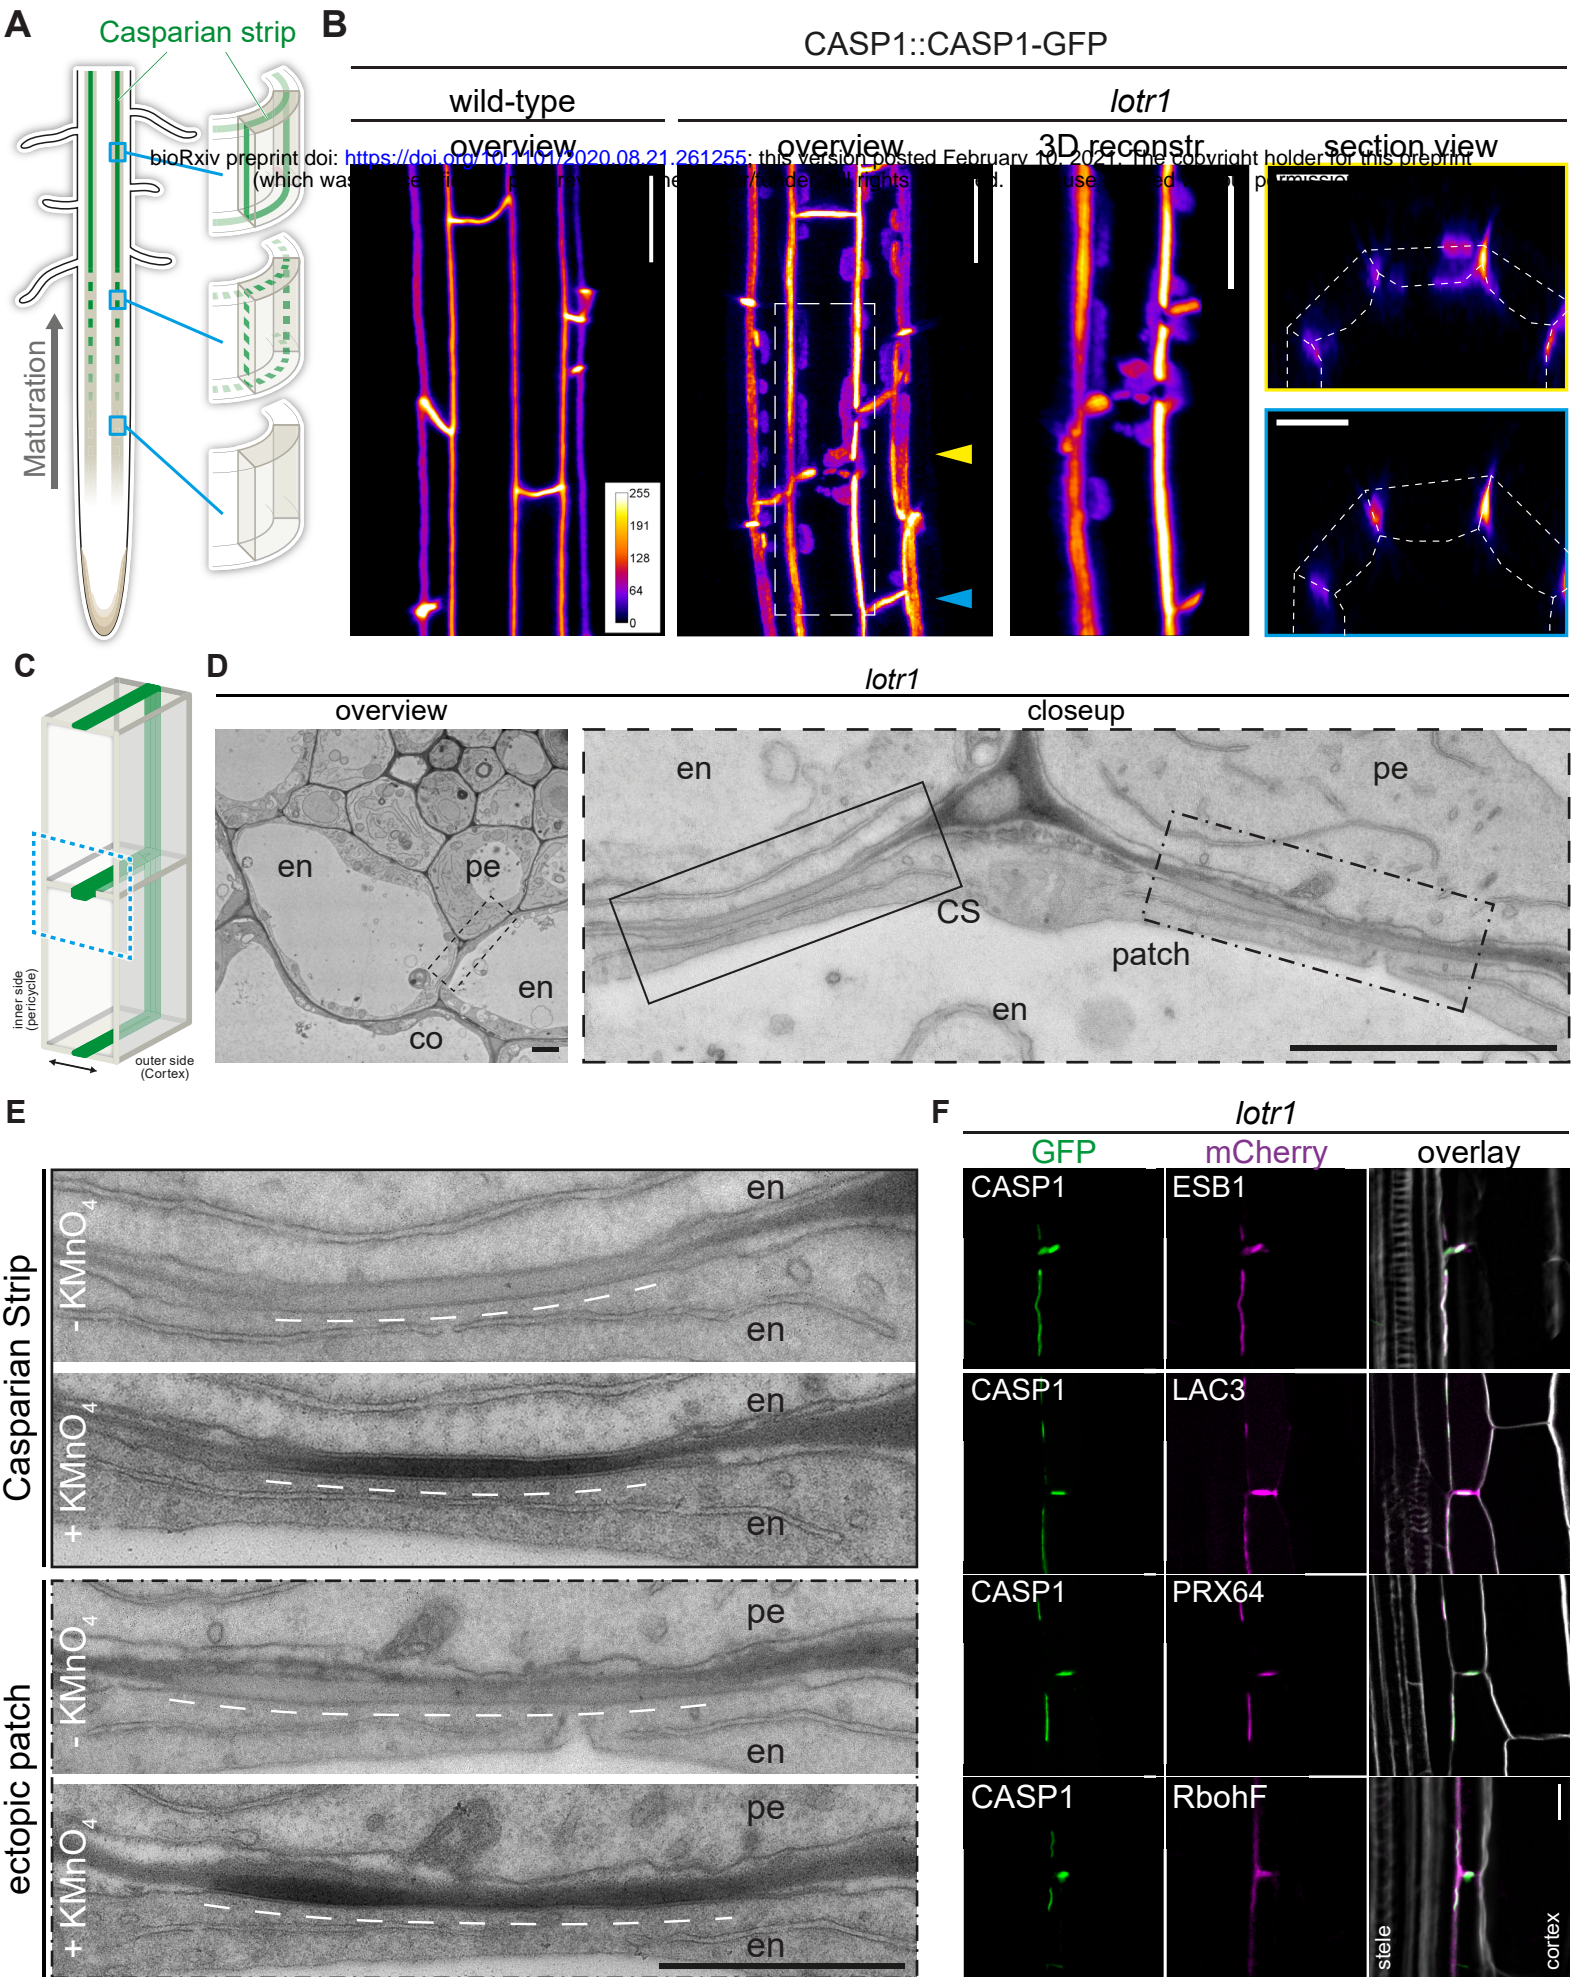 A
Casparian strip
Maturation
B
CASP1::CASP1-GFP
wild-type
lotr1
overview
overview
3D reconstr.
section view
bioRxiv preprint doi: https://doi.org/10.1101/2020.08.21.261255; this version posted February 10, 2021. The copyright holder for this preprint
(which was
255
191
128
64
0
C
inner side
(pericycle)
outer side
(Cortex)
D
lotr1
overview
closeup
en
pe
en
co
en
pe
CS
patch
en
E
Casparian Strip
- KMnO4
en
en
+ KMnO4
en
en
ectopic patch
- KMnO4
pe
en
+ KMnO4
pe
en
F
lotr1
GFP
mCherry
overlay
CASP1
ESB1
CASP1
LAC3
CASP1
PRX64
CASP1
RbohF
stele
cortex